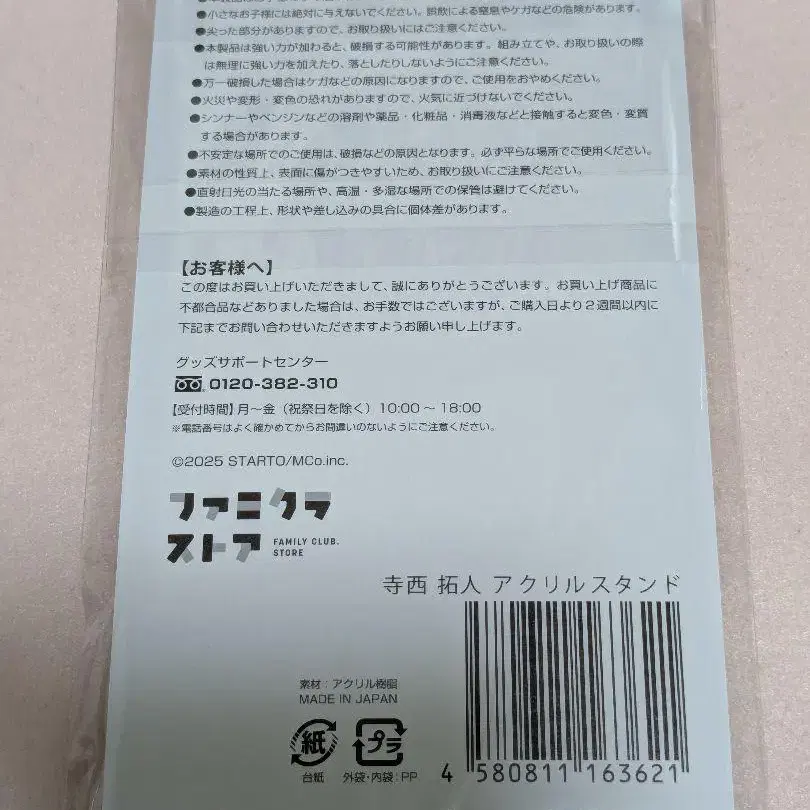 ●小さなお子様には絶対に与えないでください。誤飲による窒息やケガなどの危険があります。
●尖った部分がありますので、お取り扱いにはご注意ください。
●本製品は強い力が加わると、破損する可能性があります。組み立てや、お取り扱いの際
は無理に強い力を加えたり、落としたりしないようにご注意ください。
●万一破損した場合はケガなどの原因になりますので、ご使用をおやめください。
●火災や変形・変色の恐れがありますので、火気に近づけないでください。
●シンナーやベンジンなどの溶剤や薬品・化粧品・消毒液などと接触すると変色・変質
する場合があります。
●不安定な場所でのご使用は、破損などの原因となります。必ず平らな場所でご使用ください。
●素材の性質上、表面に傷がつきやすいため、お取り扱いにご注意ください。
●直射日光の当たる場所や、高温・多湿な場所での保管は避けてください。
●製造の工程上、形状や差し込みの具合に個体差があります。
【お客様へ】
この度はお買い上げいただきまして、誠にありがとうございます。お買い上げ商品に
不都合品などありました場合は、お手数ではございますが、ご購入日より2週間以内に
下記までお問い合わせいただきますようお願い申し上げます。
グッズサポートセンター
0120-382-310
【受付時間】月～金（祝祭日を除く）10:00～18:00
※電話番号はよく確かめてからお間違いのないようにご注意ください。
©2025 STARTO/MCo.inc.
ファミクラ
ストア FAMILY CLUB.
STORE
寺西 拓人 アクリルスタンド
素材：アクリル樹脂
MADE IN JAPAN
紙 プラ
台紙 外袋・内袋：PP
4 580811 163621